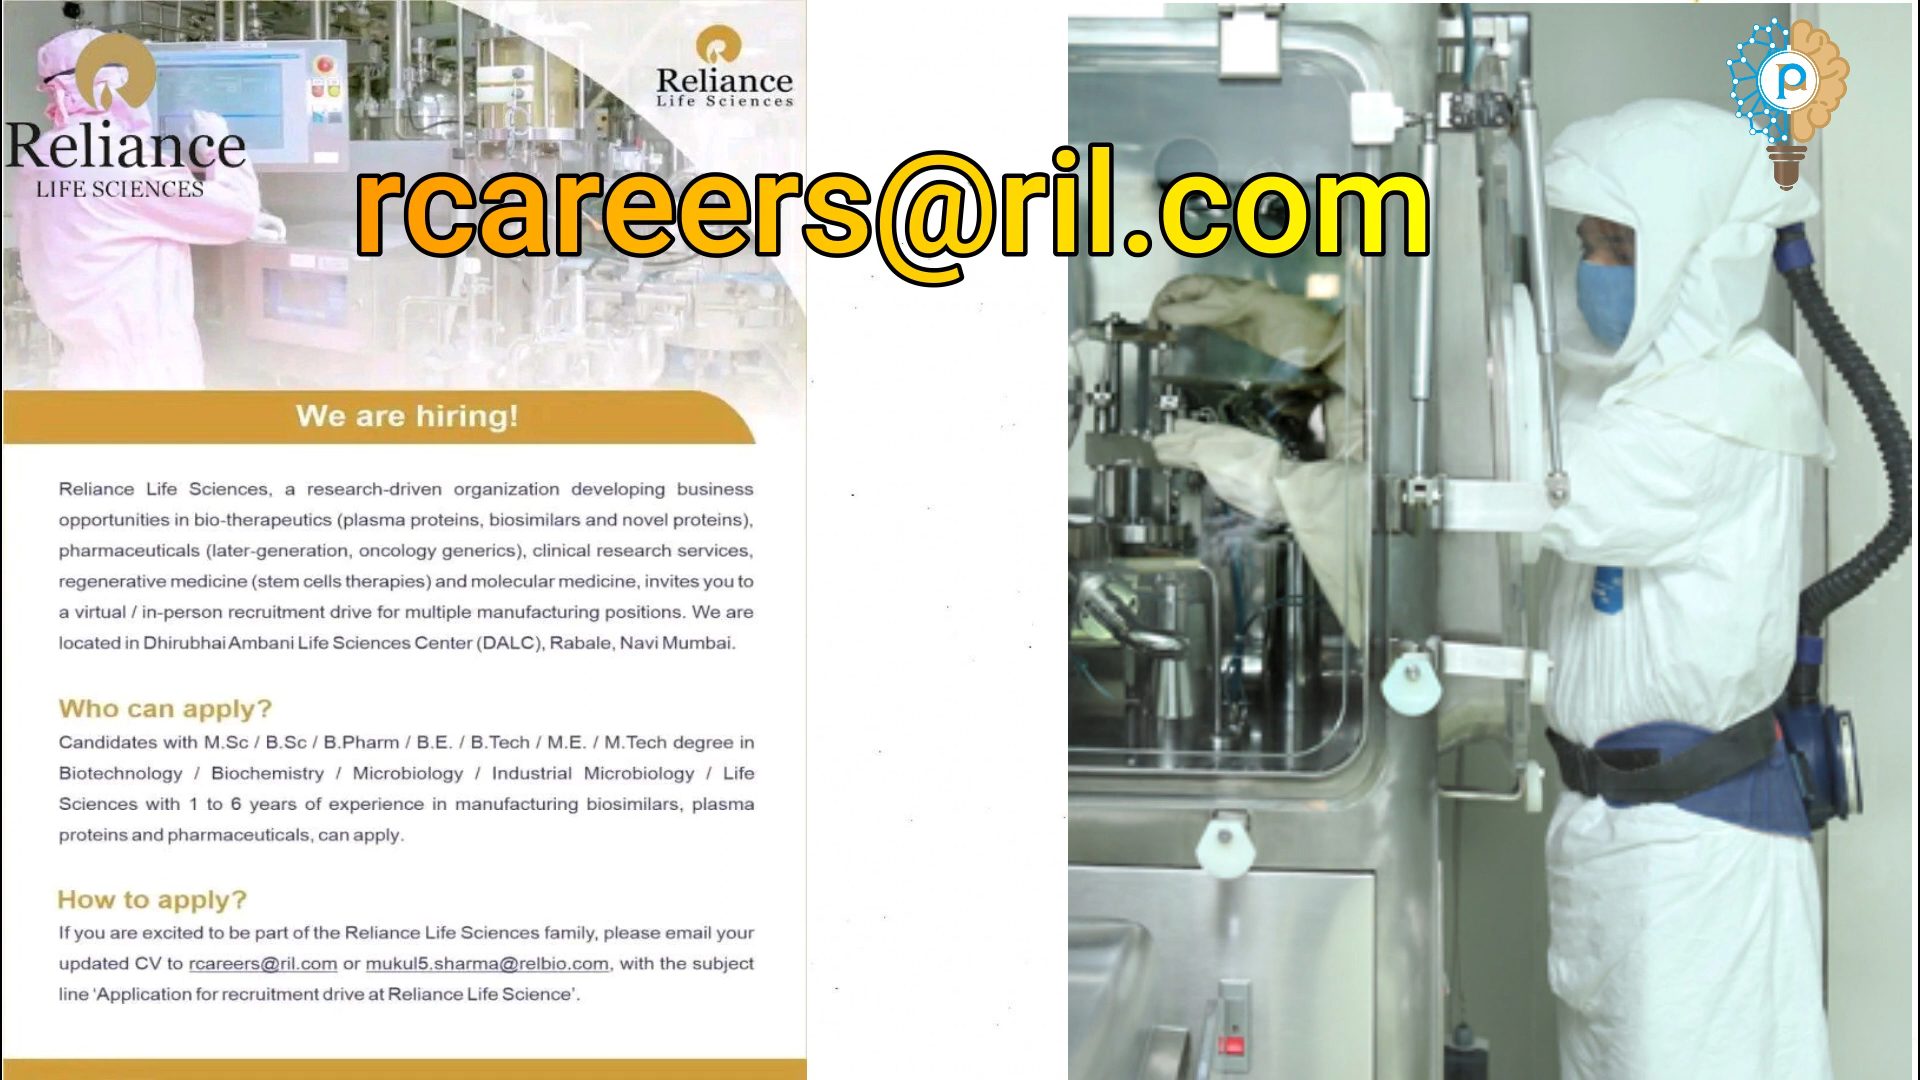 Reliance
Life Sciences
Reliance
LIFE SCIENCES
rcareers@ril.com
We are hiring!
Reliance Life Sciences, a research-driven organization developing business
opportunities in bio-therapeutics (plasma proteins, biosimilars and novel proteins),
pharmaceuticals (later-generation, oncology generics), clinical research services,
regenerative medicine (stem cells therapies) and molecular medicine, invites you to
a virtual / in-person recruitment drive for multiple manufacturing positions. We are
located in Dhirubhai Ambani Life Sciences Center (DALC), Rabale, Navi Mumbai.
Who can apply?
Candidates with M.Sc / B.Sc / B.Pharm / B.E. / B.Tech / M.E. / M.Tech degree in
Biotechnology / Biochemistry / Microbiology / Industrial Microbiology / Life
Sciences with 1 to 6 years of experience in manufacturing biosimilars, plasma
proteins and pharmaceuticals, can apply.
How to apply?
If you are excited to be part of the Reliance Life Sciences family, please email your
updated CV to rcareers@ril.com or mukul5.sharma@relbio.com, with the subject
line 'Application for recruitment drive at Reliance Life Science'.